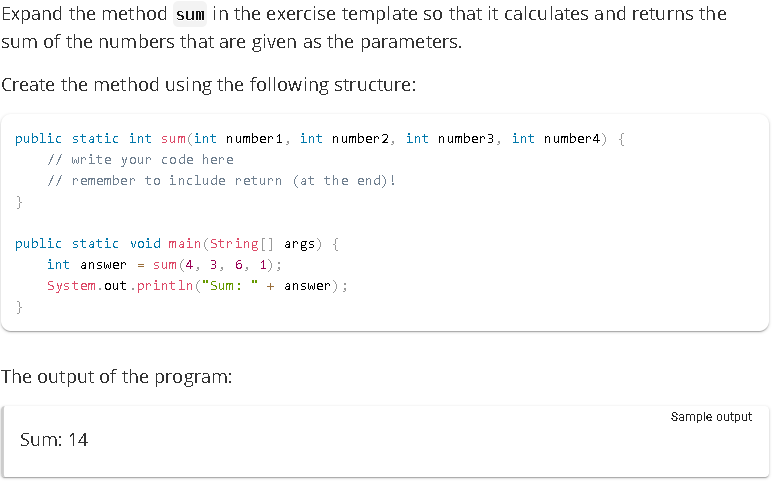 Expand the method sum in the exercise template so that it calculates and returns the
sum of the numbers that are given as the parameters.
Create the method using the following structure:
public static int sum(int number1, int number2, int number3, int number4) {
    // write your code here
    // remember to include return (at the end)!
}
public static void main(String[] args) {
    int answer = sum(4, 3, 6, 1);
    System.out.println("Sum: " + answer);
}
The output of the program:
Sample output
Sum: 14